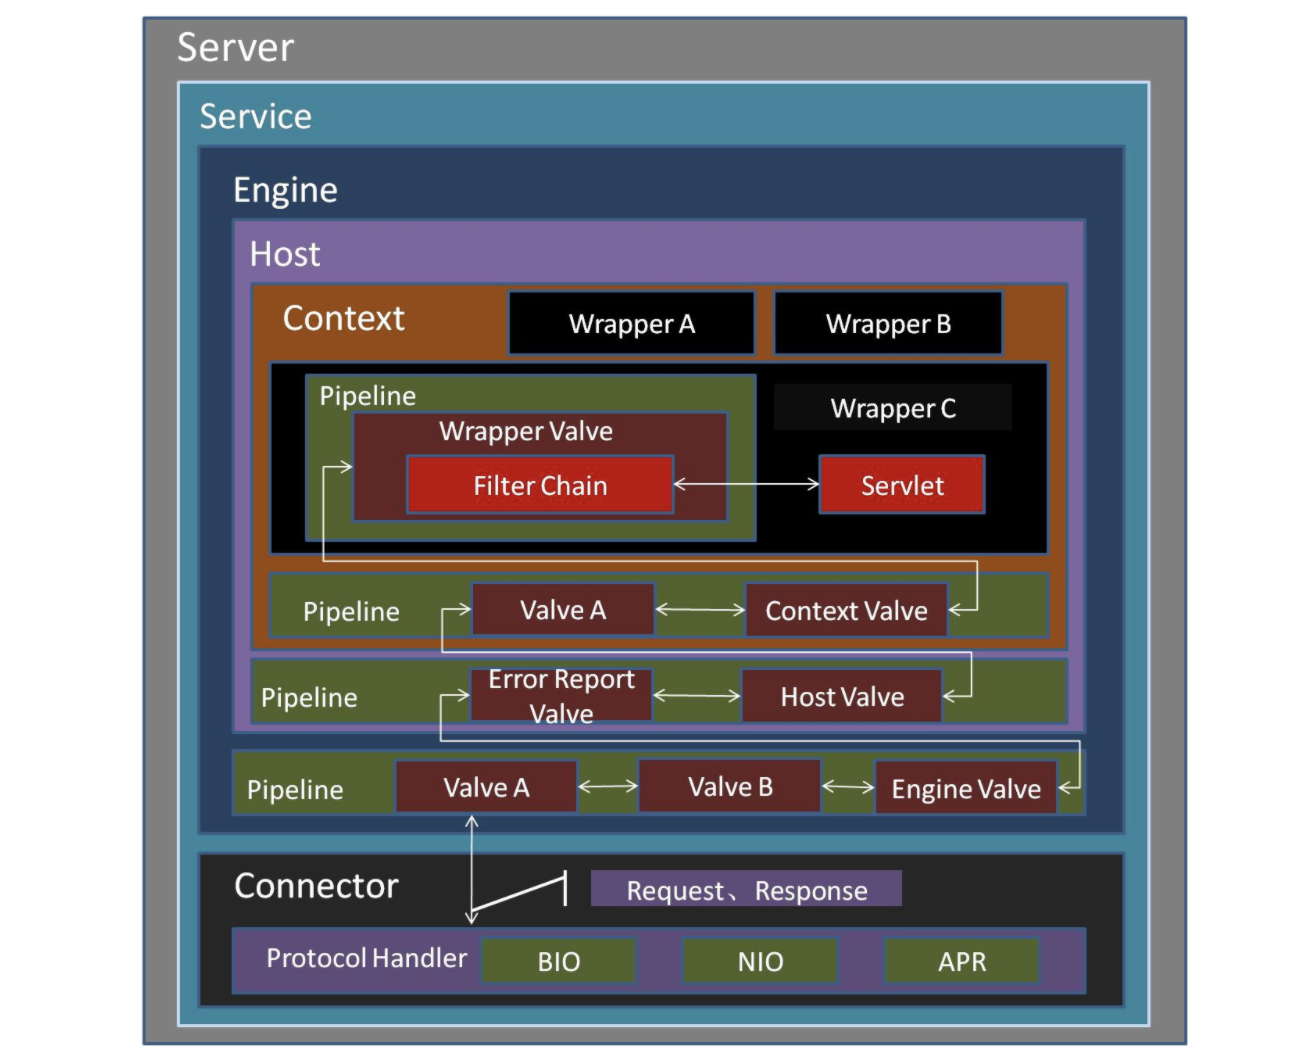 Server
Service
Engine
Host
Context
Wrapper A
Wrapper B
Pipeline
Wrapper C
Wrapper Valve
Filter Chain
Servlet
Pipeline
Valve A
Context Valve
Pipeline
Error Report
Valve
Host Valve
Pipeline
Valve A
Valve B
Engine Valve
Connector
Request、Response
Protocol Handler
BIO
NIO
APR